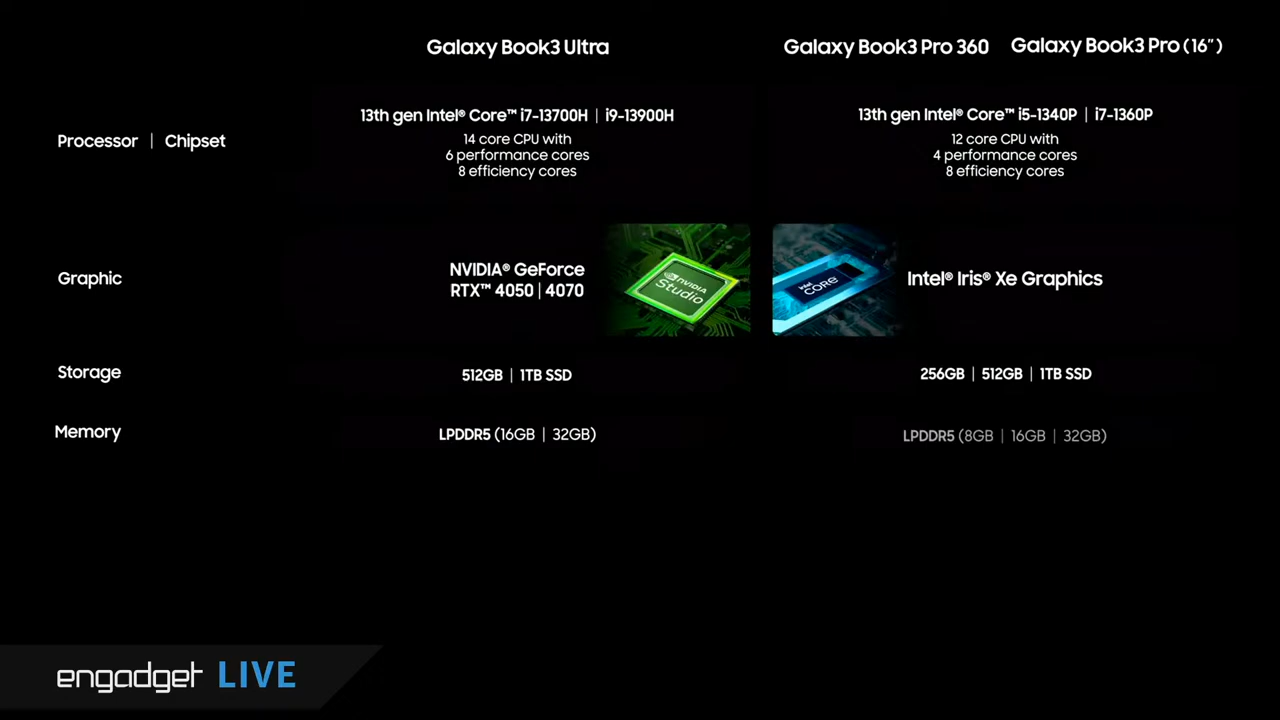 Galaxy Book3 Ultra
Galaxy Book3 Pro 360
Galaxy Book3 Pro (16”)
Processor | Chipset
13th gen Intel® Core™ i7-13700H | i9-13900H
14 core CPU with
6 performance cores
8 efficiency cores
13th gen Intel® Core™ i5-1340P | i7-1360P
12 core CPU with
4 performance cores
8 efficiency cores
Graphic
NVIDIA® GeForce
RTX™ 4050 | 4070
NVIDIA
Studio
intel
CORE
Intel® Iris® Xe Graphics
Storage
512GB | 1TB SSD
256GB | 512GB | 1TB SSD
Memory
LPDDR5 (16GB | 32GB)
LPDDR5 (8GB | 16GB | 32GB)
engadget LIVE